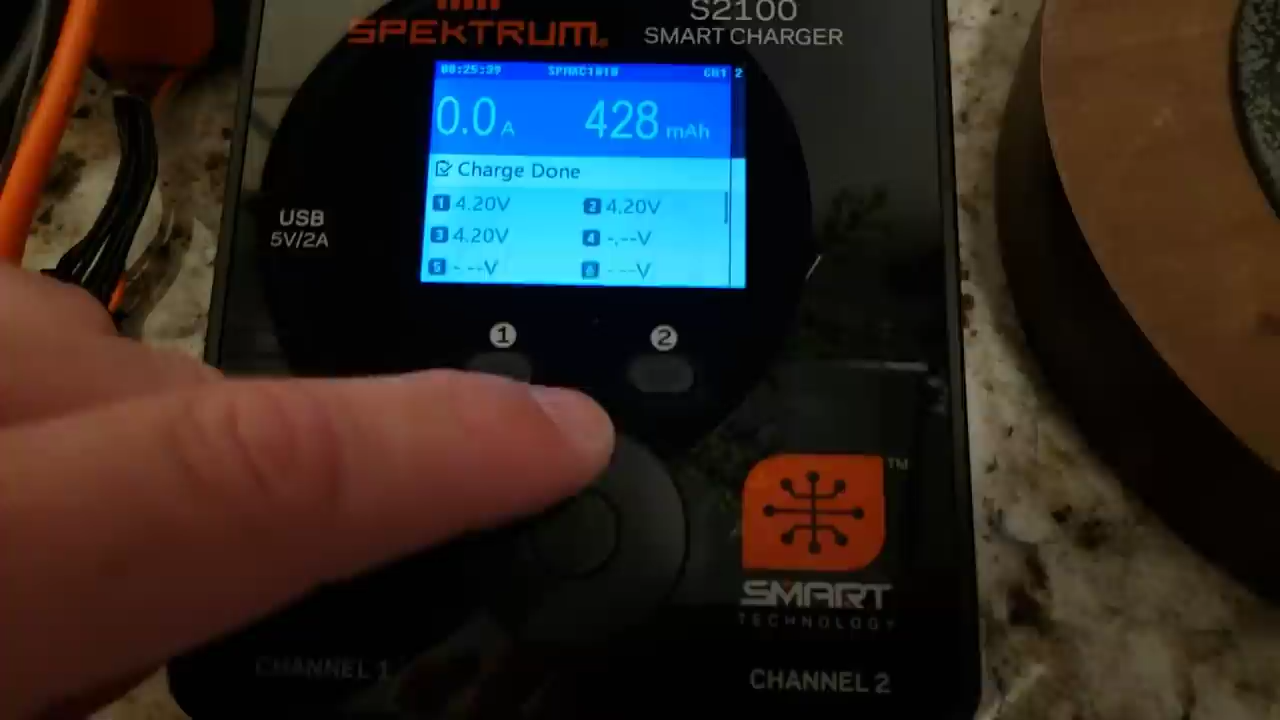 S2100
SPEKTRUM.
SMART CHARGER
00:25:39 SPMXC1010 CH1 2
0.0 A 428 mAh
Charge Done
1 4.20V 2 4.20V
3 4.20V 4 -.--V
5 - --V 6 - --V
USB
5V/2A
1 2
TM
SMART
TECHNOLOGY
CHANNEL 1
CHANNEL 2